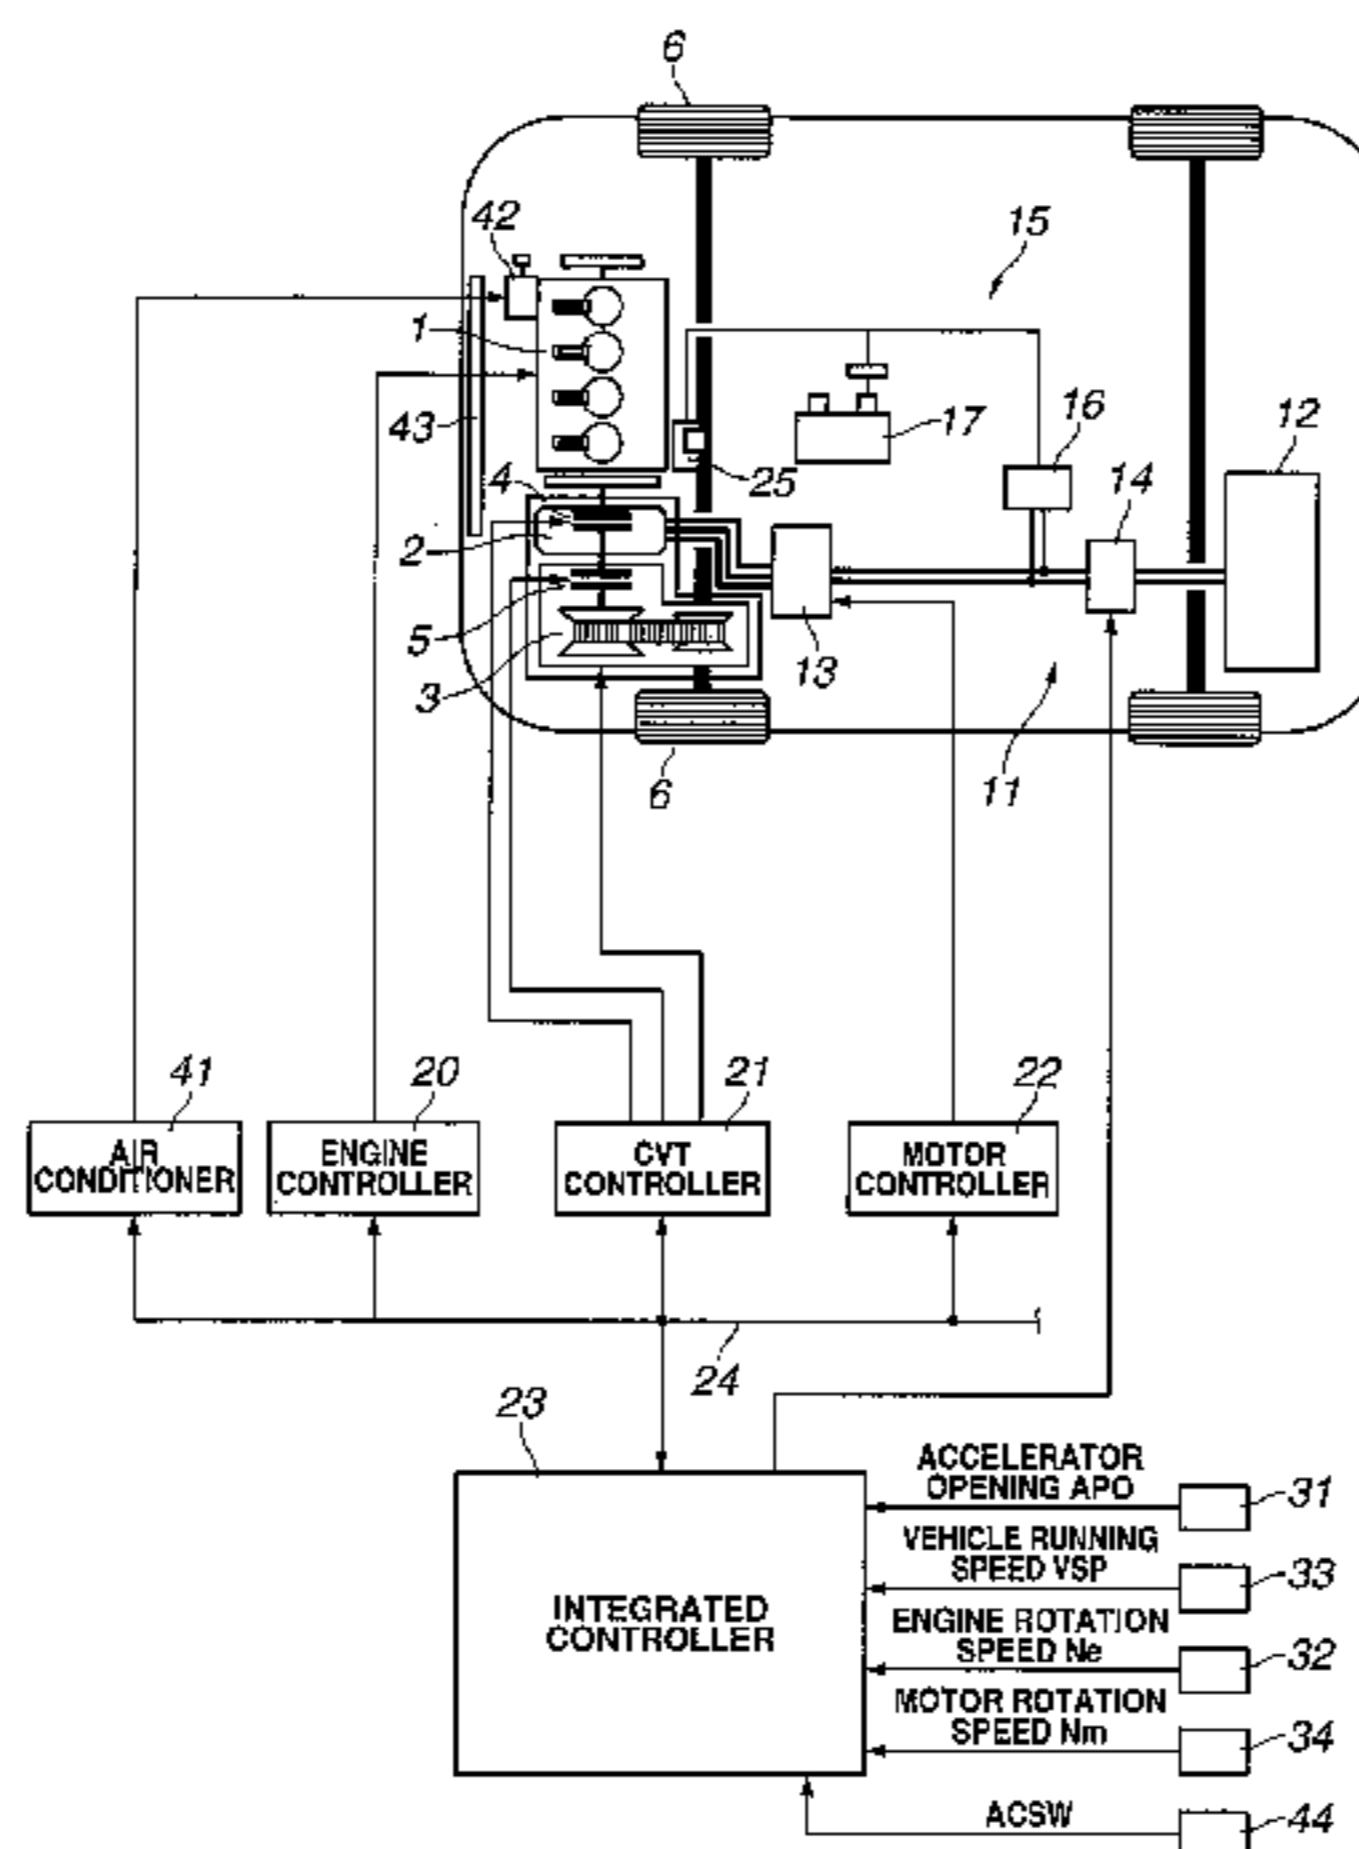 6
42
15
1
43
17
16
12
4
25
14
2
5
13
3
6
11
41
20
21
22
AIR
CONDITIONER
ENGINE
CONTROLLER
CVT
CONTROLLER
MOTOR
CONTROLLER
24
23
ACCELERATOR
OPENING APO
31
VEHICLE RUNNING
SPEED VSP
33
INTEGRATED
CONTROLLER
ENGINE ROTATION
SPEED Ne
32
MOTOR ROTATION
SPEED Nm
34
ACSW
44